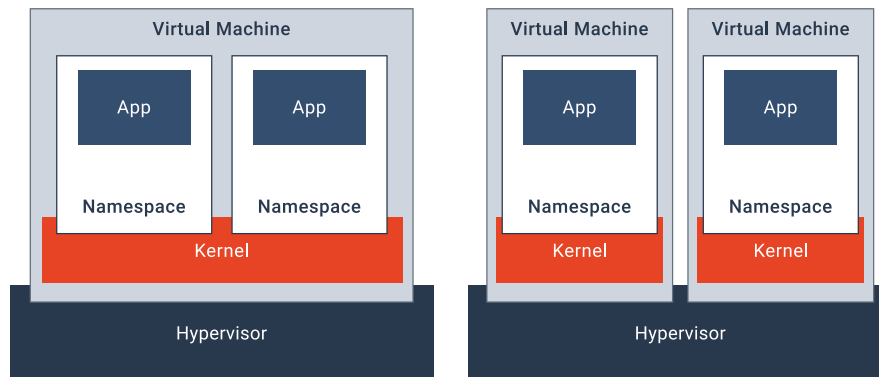 Virtual Machine
App
App
Namespace
Namespace
Kernel
Hypervisor
Virtual Machine
Virtual Machine
App
App
Namespace
Namespace
Kernel
Kernel
Hypervisor